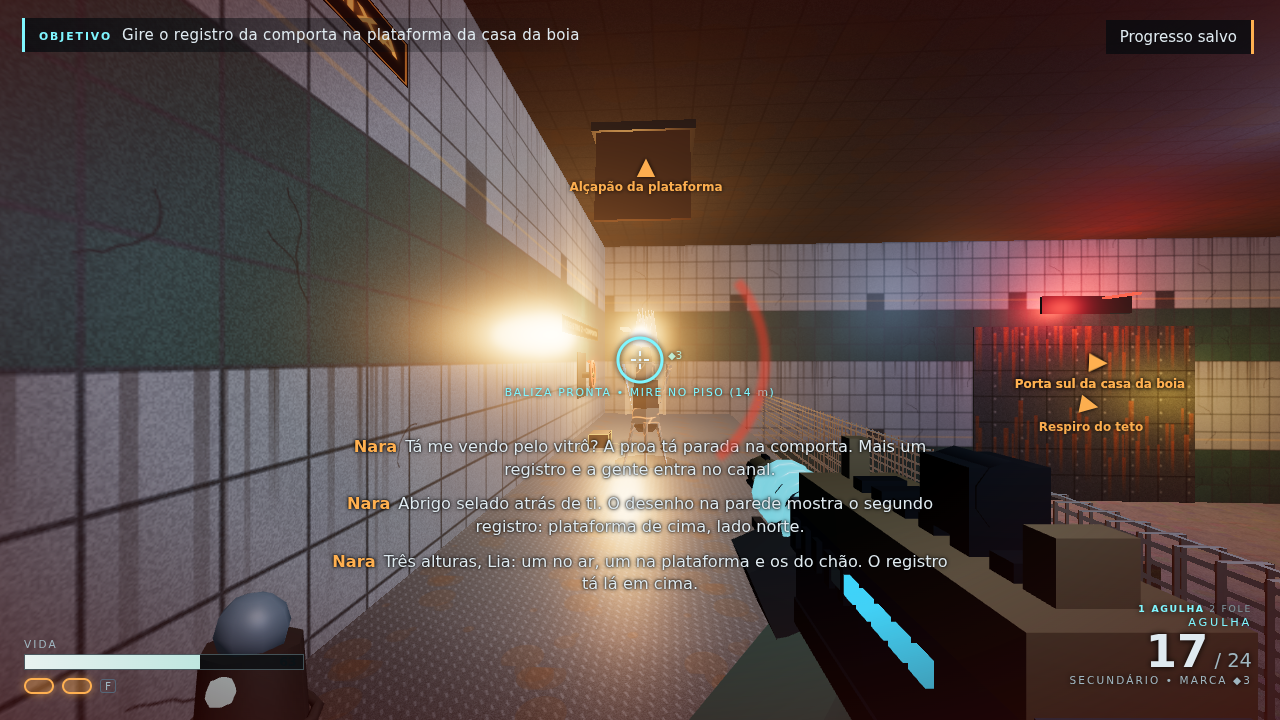 OBJETIVO Gire o registro da comporta na plataforma da casa da boia
Progresso salvo
Alçapão da plataforma
◆3
BALIZA PRONTA • MIRE NO PISO (14 m)
Porta sul da casa da boia
Respiro do teto
Nara Tá me vendo pelo vitrô? A proa tá parada na comporta. Mais um
registro e a gente entra no canal.
Nara Abrigo selado atrás de ti. O desenho na parede mostra o segundo
registro: plataforma de cima, lado norte.
Nara Três alturas, Lia: um no ar, um na plataforma e os do chão. O registro
tá lá em cima.
VIDA
F
1 AGULHA 2 FOLE
AGULHA
17 / 24
SECUNDÁRIO • MARCA ◆3